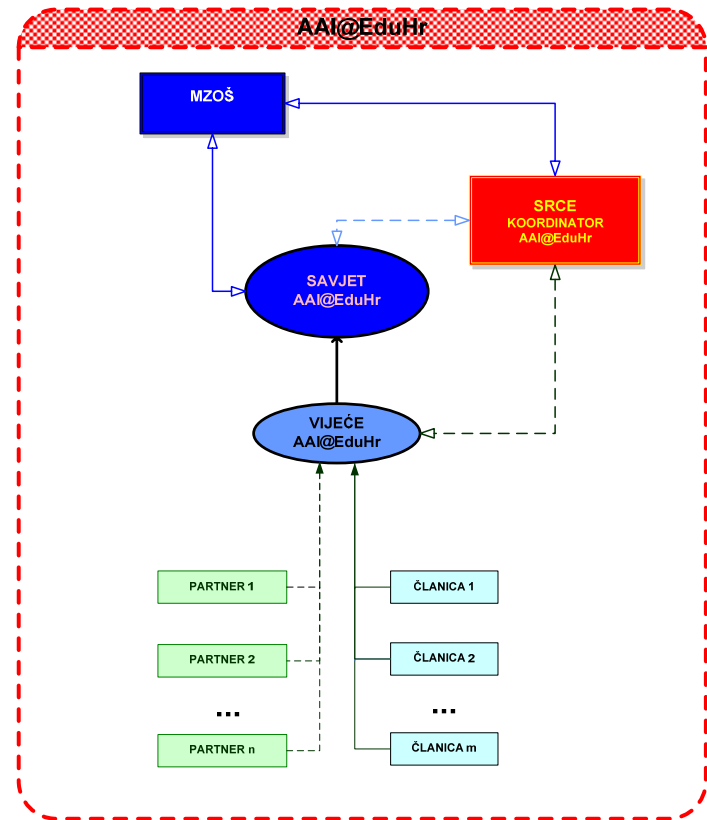 AAI@EduHr
MZOŠ
SRCE
KOORDINATOR
AAI@EduHr
SAVJET
AAI@EduHr
VIJEĆE
AAI@EduHr
PARTNER 1
ČLANICA 1
PARTNER 2
ČLANICA 2
...
...
PARTNER n
ČLANICA m